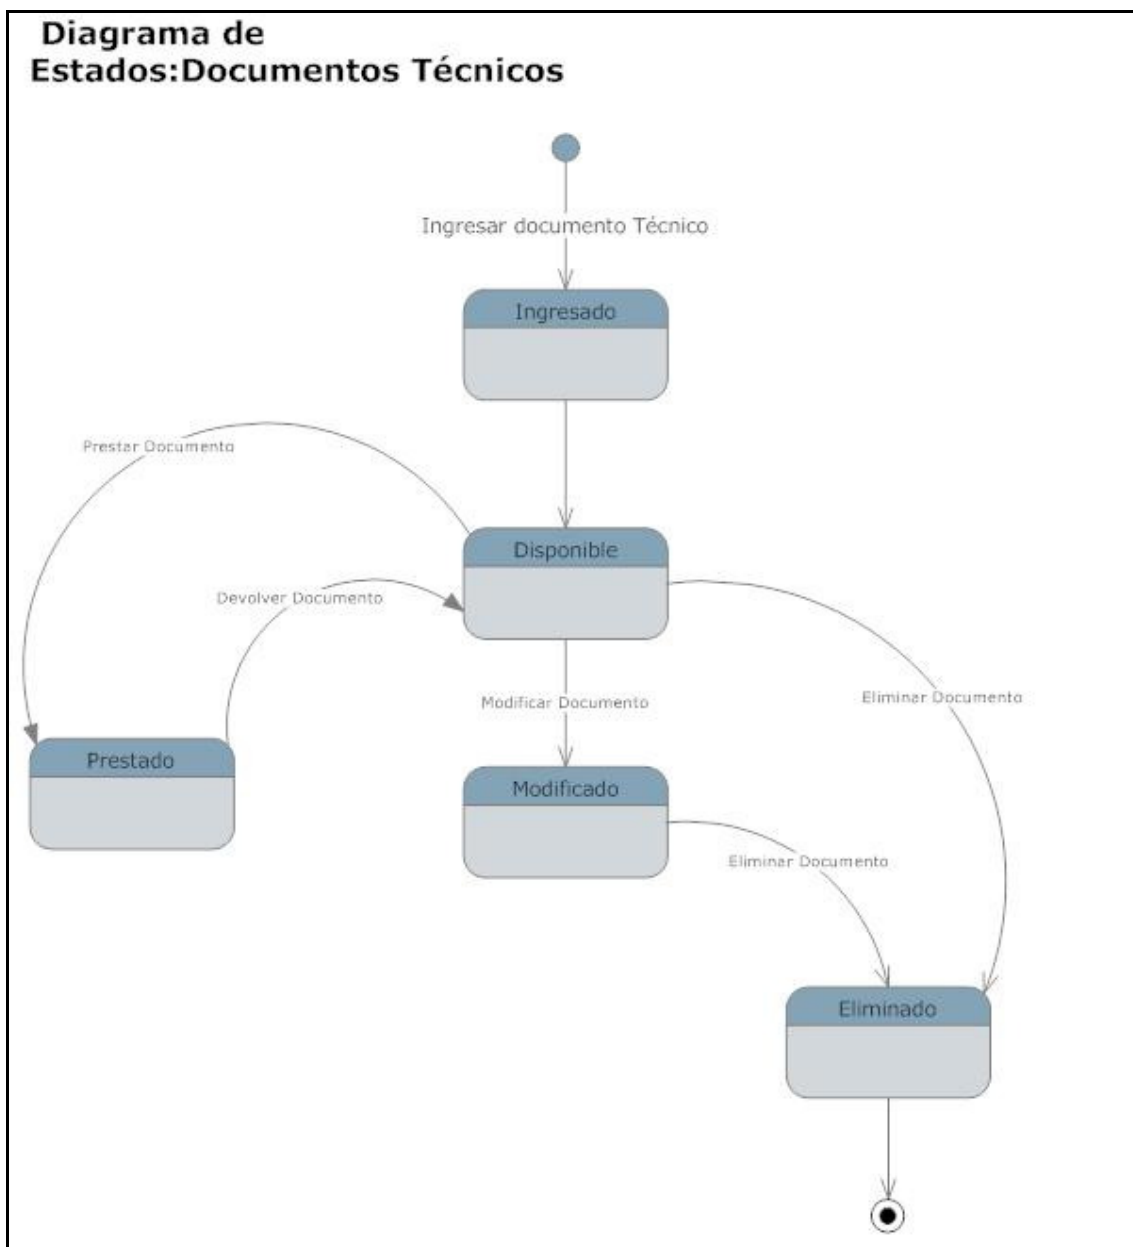 Diagrama de
Estados:Documentos Técnicos
Ingresar documento Técnico
Ingresado
Prestar Documento
Disponible
Devolver Documento
Modificar Documento
Eliminar Documento
Prestado
Modificado
Eliminar Documento
Eliminado